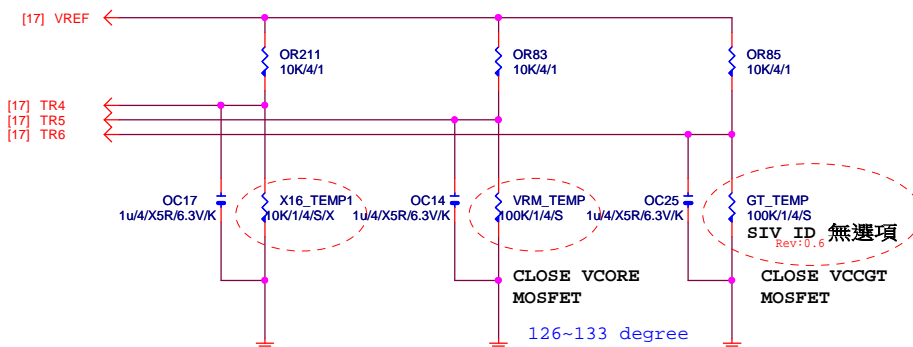 [17] VREF
OR211
10K/4/1
OR83
10K/4/1
OR85
10K/4/1
[17] TR4
[17] TR5
[17] TR6
OC17
1u/4/X5R/6.3V/K
X16_TEMP1
10K/1/4/S/X
OC14
1u/4/X5R/6.3V/K
VRM_TEMP
100K/1/4/S
OC25
1u/4/X5R/6.3V/K
GT_TEMP
100K/1/4/S
SIV ID 無選項
Rev:0.6
CLOSE VCORE
MOSFET
CLOSE VCCGT
MOSFET
126~133 degree